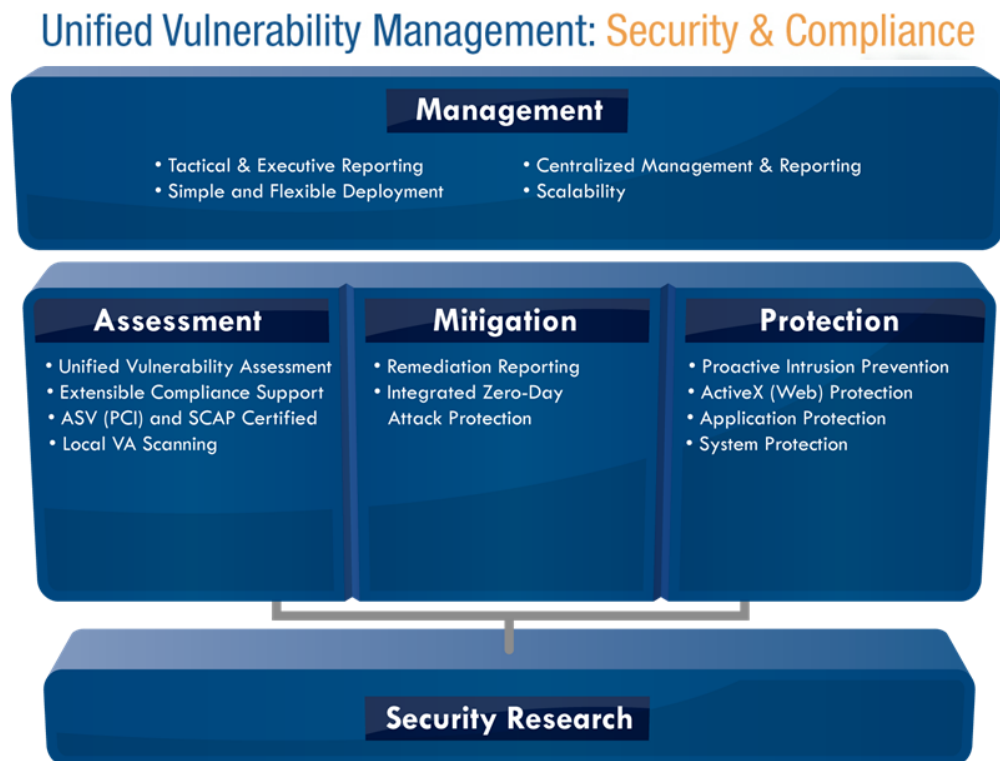 Unified Vulnerability Management: Security & Compliance
Management
• Tactical & Executive Reporting
• Simple and Flexible Deployment
• Centralized Management & Reporting
• Scalability
Assessment
• Unified Vulnerability Assessment
• Extensible Compliance Support
• ASV (PCI) and SCAP Certified
• Local VA Scanning
Mitigation
• Remediation Reporting
• Integrated Zero-Day
Attack Protection
Protection
• Proactive Intrusion Prevention
• ActiveX (Web) Protection
• Application Protection
• System Protection
Security Research